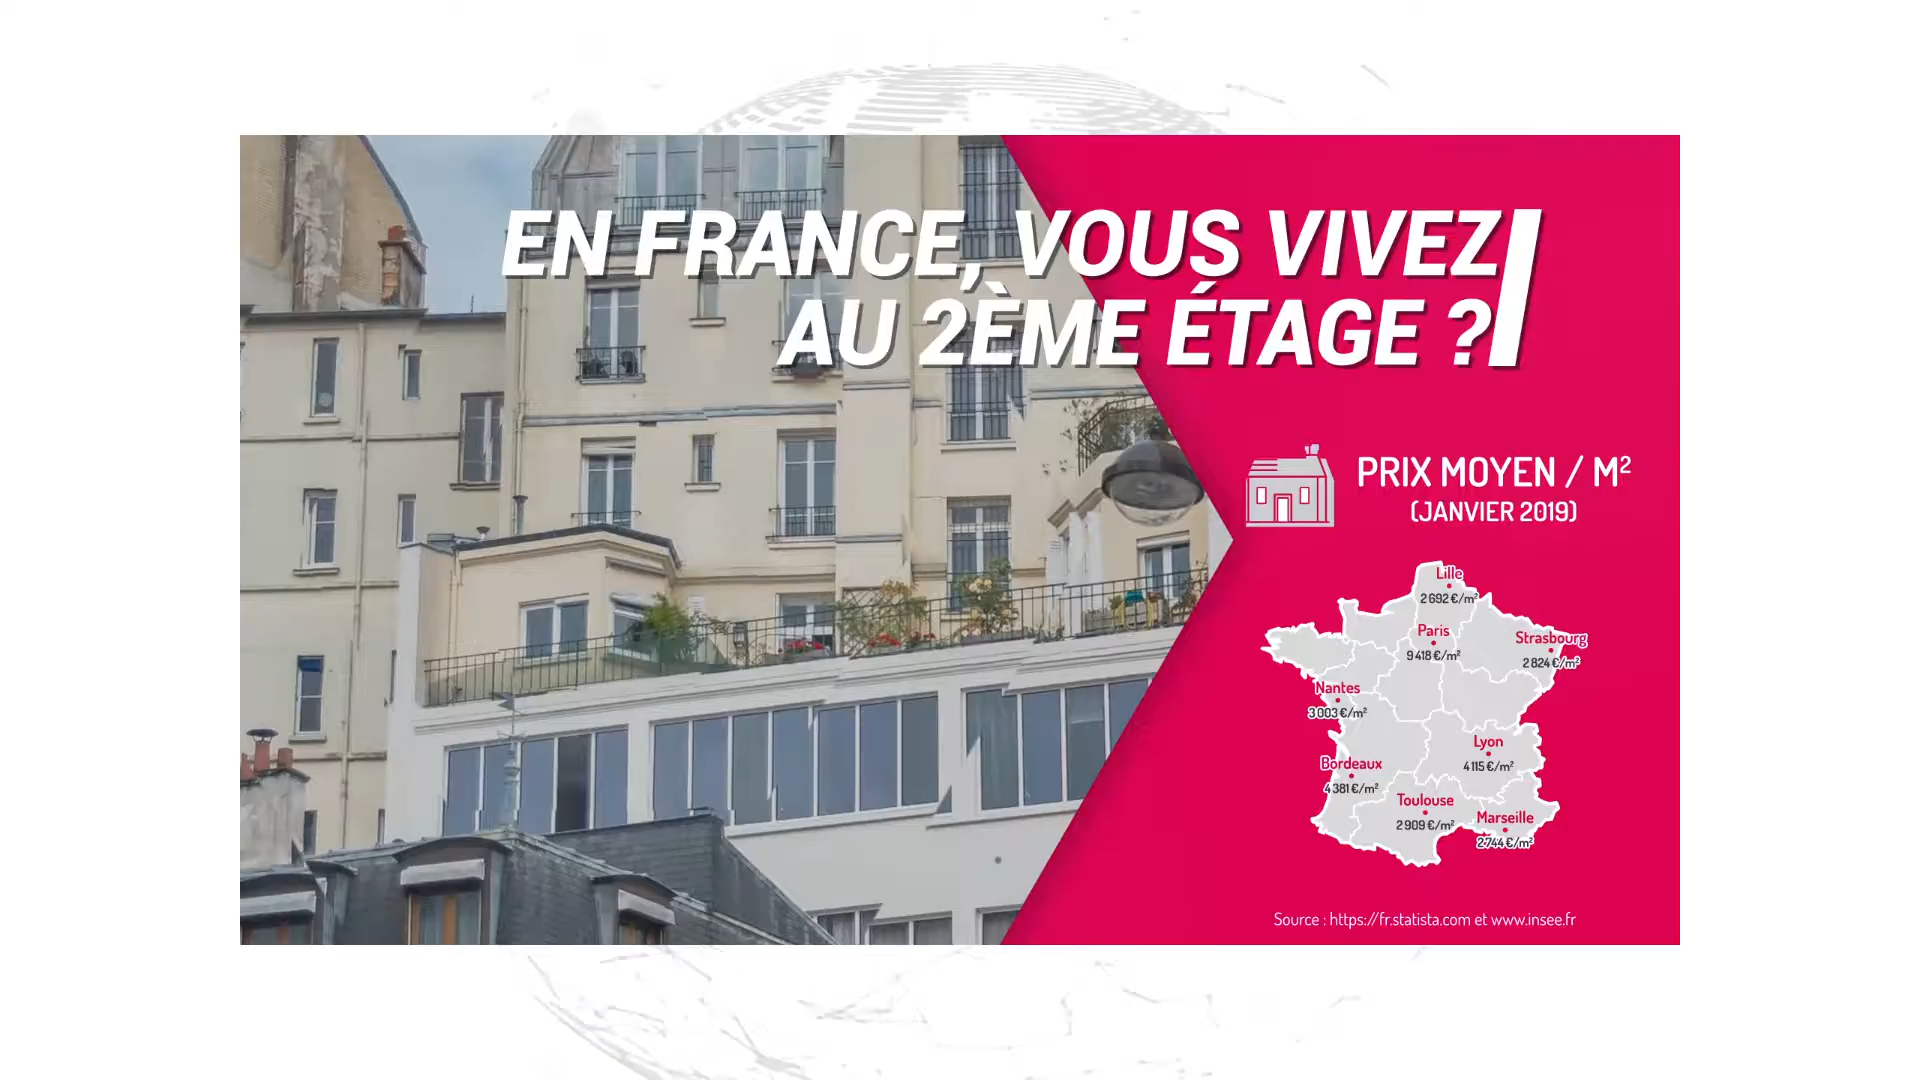 EN FRANCE, VOUS VIVEZ
AU 2ÈME ÉTAGE ?
PRIX MOYEN / M²
(JANVIER 2019)
Lille
2 692 €/m²
Paris
9 418 €/m²
Strasbourg
2 824 €/m²
Nantes
3 003 €/m²
Lyon
4 115 €/m²
Bordeaux
4 381 €/m²
Toulouse
2 909 €/m²
Marseille
2 744 €/m²
Source : https://fr.statista.com et www.insee.fr